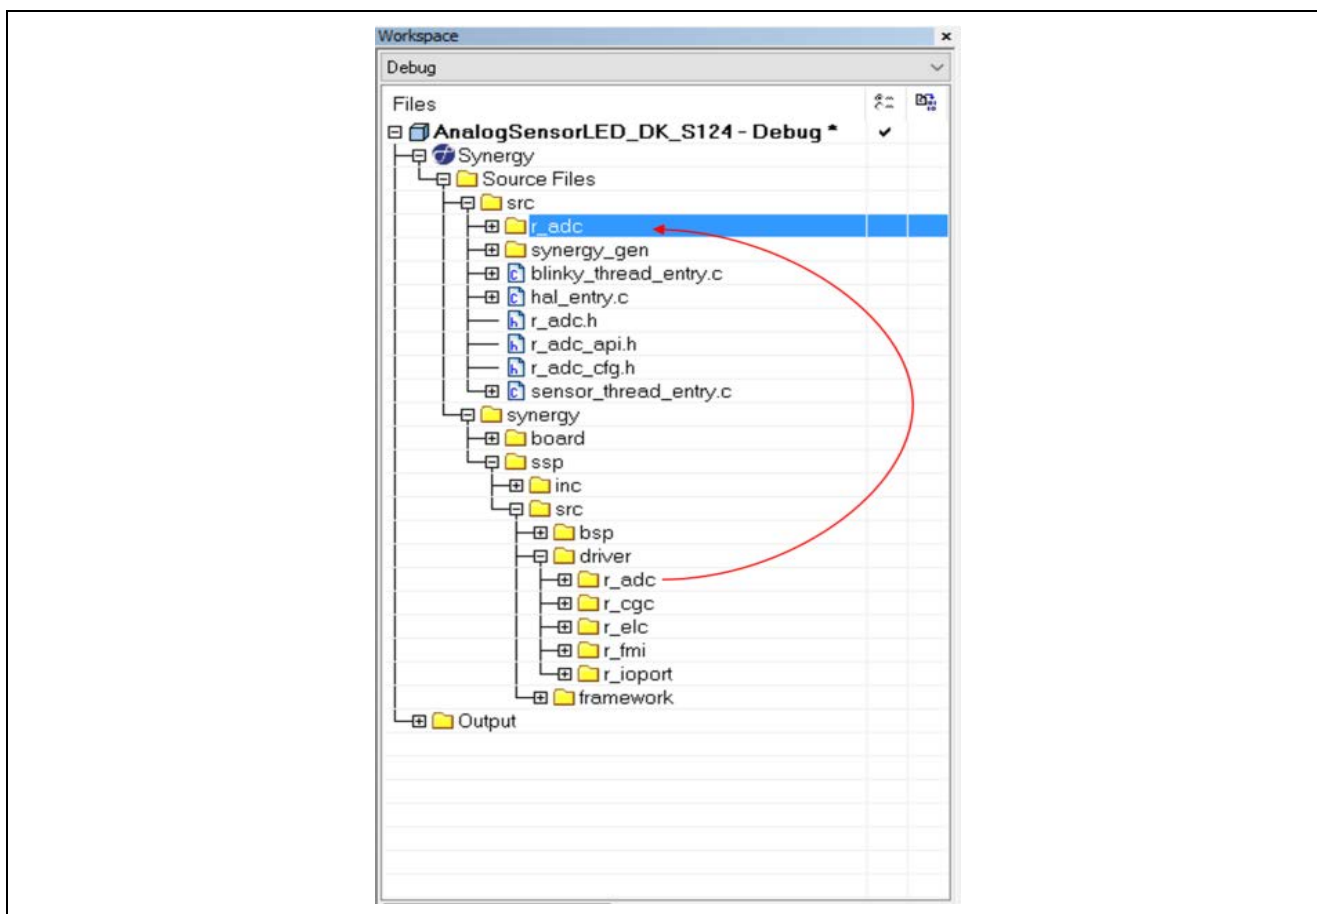 Workspace
Debug
Files
AnalogSensorLED_DK_S124 - Debug *
Synergy
Source Files
src
r_adc
synergy_gen
blinky_thread_entry.c
hal_entry.c
r_adc.h
r_adc_api.h
r_adc_cfg.h
sensor_thread_entry.c
synergy
board
ssp
inc
src
bsp
driver
r_adc
r_cgc
r_elc
r_fmi
r_ioport
framework
Output